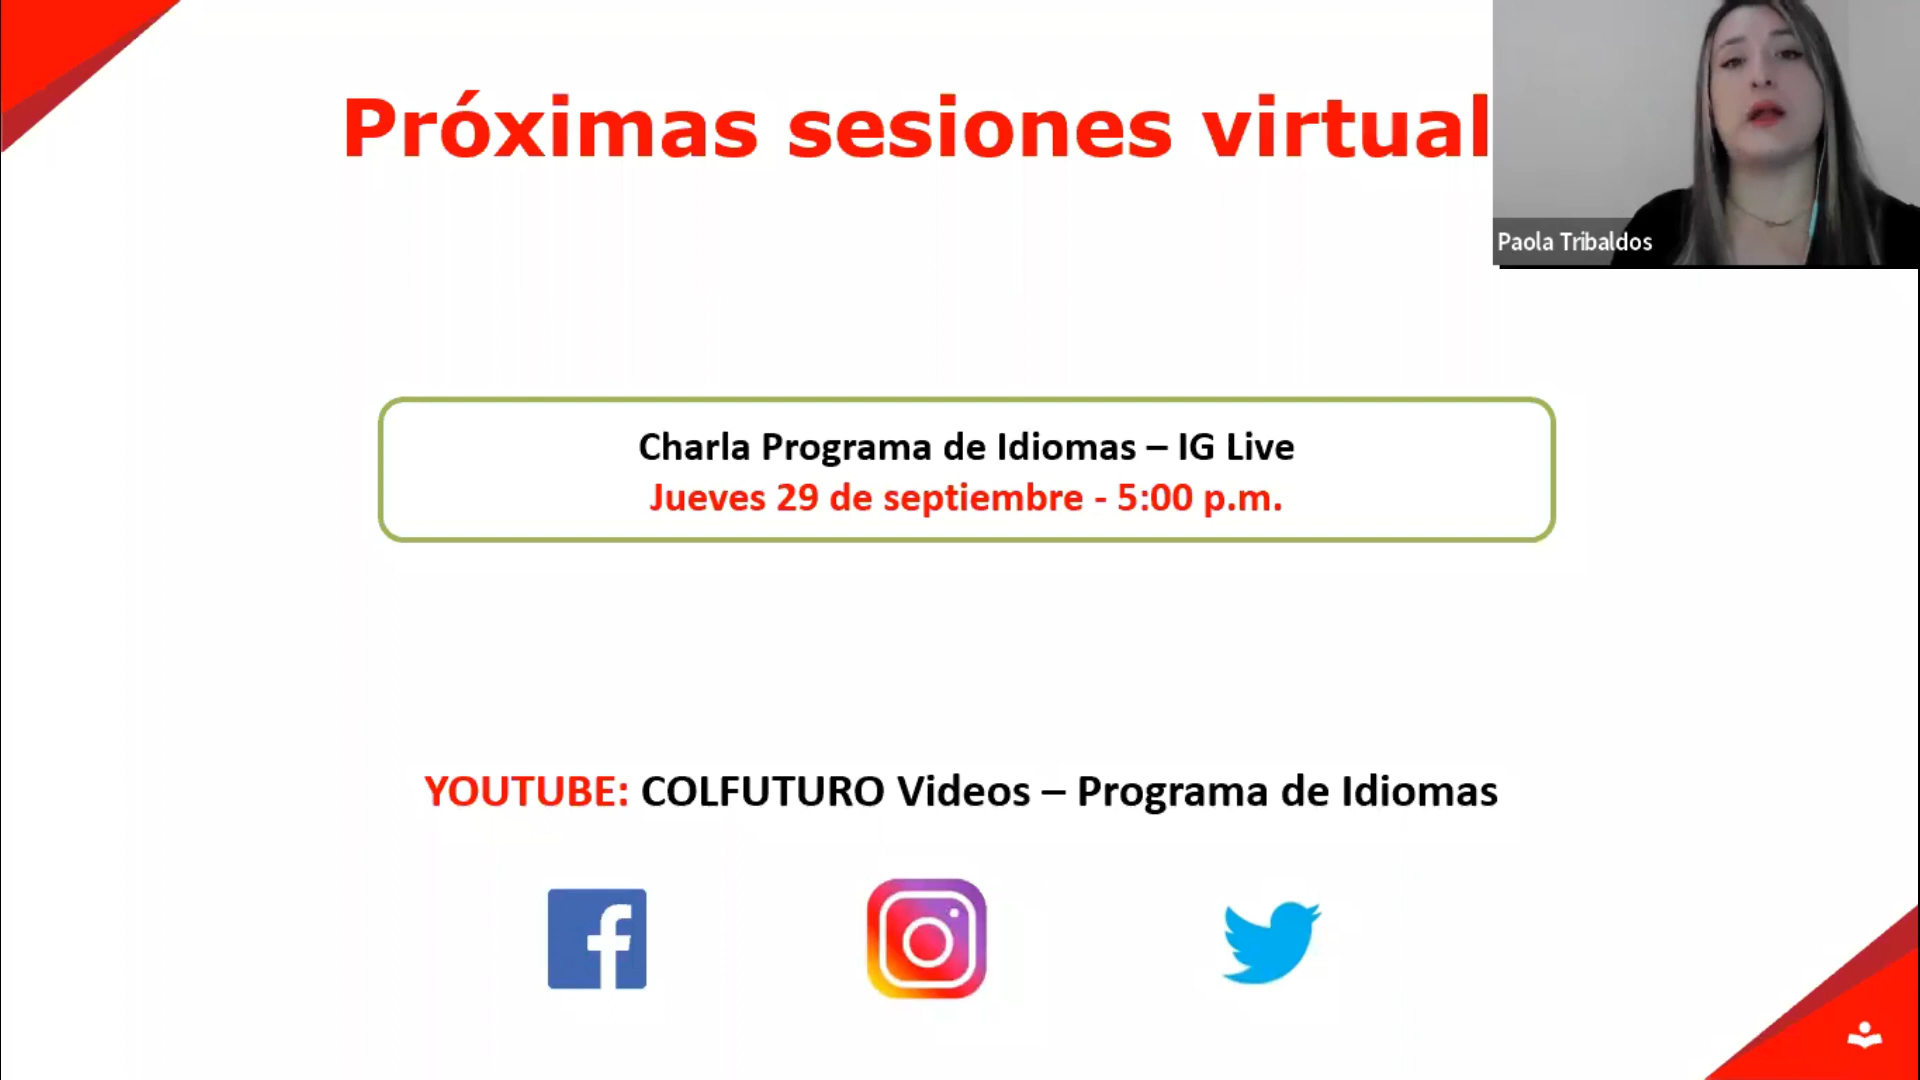 Próximas sesiones virtual
Paola Tribaldos
Charla Programa de Idiomas – IG Live
Jueves 29 de septiembre - 5:00 p.m.
YOUTUBE: COLFUTURO Videos – Programa de Idiomas